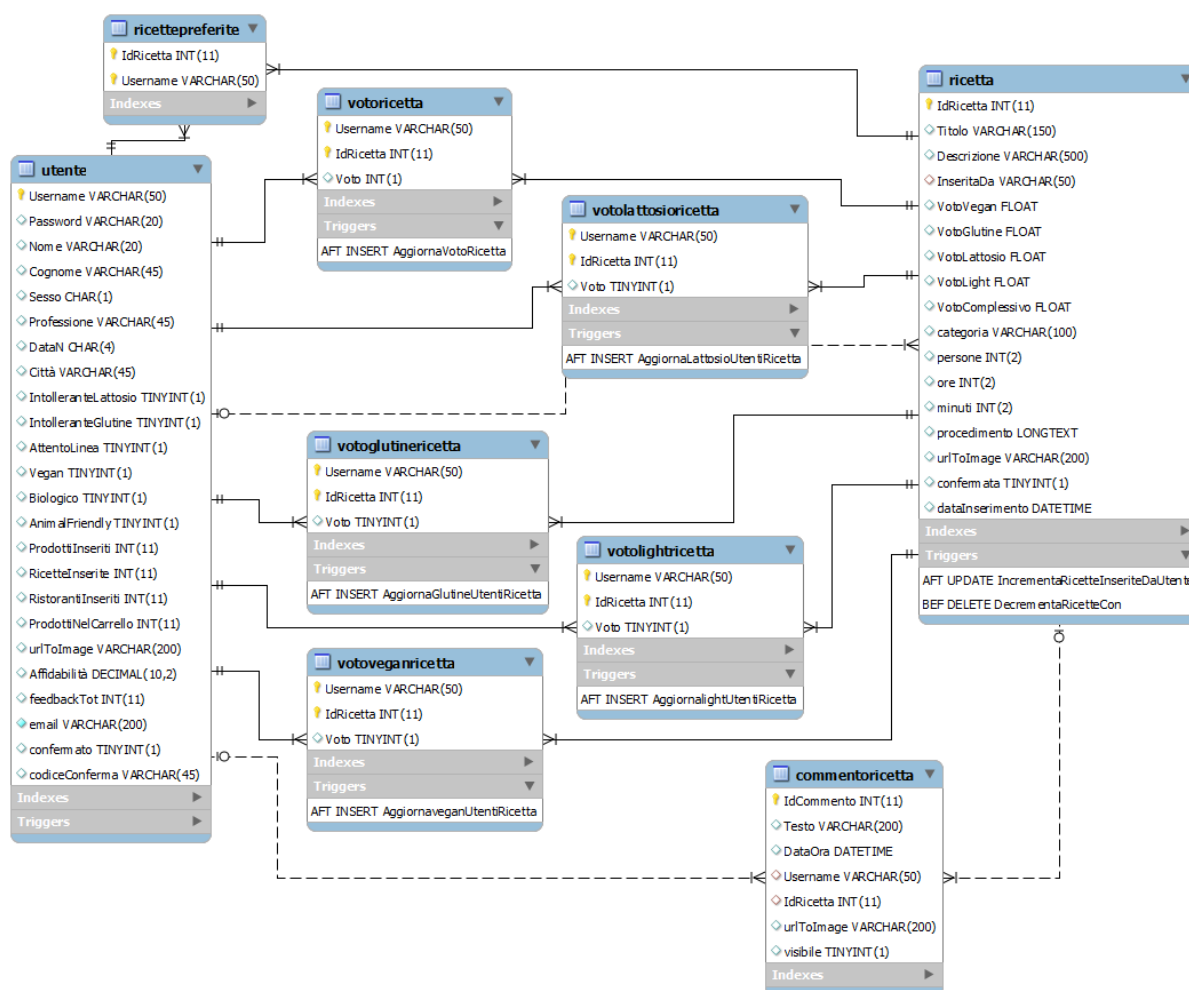 ricettepreferite
IdRicetta INT(11)
Username VARCHAR(50)
Indexes
utente
Username VARCHAR(50)
Password VARCHAR(20)
Nome VARCHAR(20)
Cognome VARCHAR(45)
Sesso CHAR(1)
Professione VARCHAR(45)
DataN CHAR(4)
Città VARCHAR(45)
IntolleranteLattosio TINYINT(1)
IntolleranteGlutine TINYINT(1)
AttentoLinea TINYINT(1)
Vegan TINYINT(1)
Biologico TINYINT(1)
AnimalFriendly TINYINT(1)
ProdottiInseriti INT(11)
RicetteInserite INT(11)
RistorantiInseriti INT(11)
ProdottiNelCarrello INT(11)
urlToImage VARCHAR(200)
Affidabilità DECIMAL(10,2)
feedbackTot INT(11)
email VARCHAR(200)
confermato TINYINT(1)
codiceConferma VARCHAR(45)
Indexes
Triggers
votoricetta
Username VARCHAR(50)
IdRicetta INT(11)
Voto INT(1)
Indexes
Triggers
AFT INSERT AggiornaVotoRicetta
votolattosioricetta
Username VARCHAR(50)
IdRicetta INT(11)
Voto TINYINT(1)
Indexes
Triggers
AFT INSERT AggiornaLattosioUtentiRicetta
votoglutinericetta
Username VARCHAR(50)
IdRicetta INT(11)
Voto TINYINT(1)
Indexes
Triggers
AFT INSERT AggiornaGlutineUtentiRicetta
votolightricetta
Username VARCHAR(50)
IdRicetta INT(11)
Voto TINYINT(1)
Indexes
Triggers
AFT INSERT AggiornalightUtentiRicetta
votoveganricetta
Username VARCHAR(50)
IdRicetta INT(11)
Voto TINYINT(1)
Indexes
Triggers
AFT INSERT AggiornaveganUtentiRicetta
ricetta
IdRicetta INT(11)
Titolo VARCHAR(150)
Descrizione VARCHAR(500)
InseritaDa VARCHAR(50)
VotoVegan FLOAT
VotoGlutine FLOAT
VotoLattosio FLOAT
VotoLight FLOAT
VotoComplessivo FLOAT
categoria VARCHAR(100)
persone INT(2)
ore INT(2)
minuti INT(2)
procedimento LONGTEXT
urlToImage VARCHAR(200)
confermata TINYINT(1)
dataInserimento DATETIME
Indexes
Triggers
AFT UPDATE IncrementaRicetteInseriteDaUtente
BEF DELETE DecrementaRicetteCon
commentoricetta
IdCommento INT(11)
Testo VARCHAR(200)
DataOra DATETIME
Username VARCHAR(50)
IdRicetta INT(11)
urlToImage VARCHAR(200)
visibile TINYINT(1)
Indexes